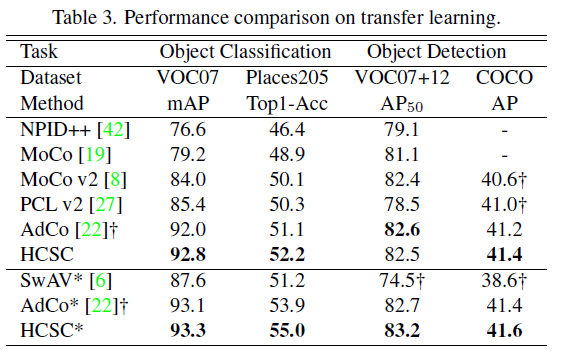 Table 3. Performance comparison on transfer learning.
Task Object Classification Object Detection
Dataset VOC07 Places205 VOC07+12 COCO
Method mAP Top1-Acc AP50 AP
NPID++ [42] 76.6 46.4 79.1 -
MoCo [19] 79.2 48.9 81.1 -
MoCo v2 [8] 84.0 50.1 82.4 40.6†
PCL v2 [27] 85.4 50.3 78.5 41.0†
AdCo [22]† 92.0 51.1 82.6 41.2
HCSC 92.8 52.2 82.5 41.4
SwAV* [6] 87.6 51.2 74.5† 38.6†
AdCo* [22]† 93.1 53.9 82.7 41.4
HCSC* 93.3 55.0 83.2 41.6